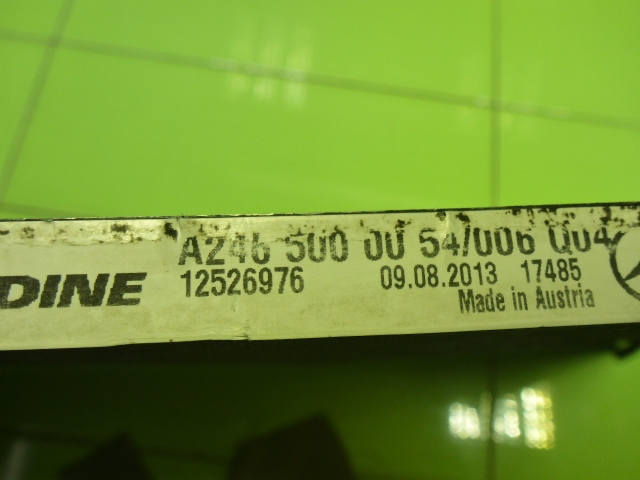 A246 500 00 54/006 Q04
DINE 12526976 09.08.2013 17485
Made in Austria